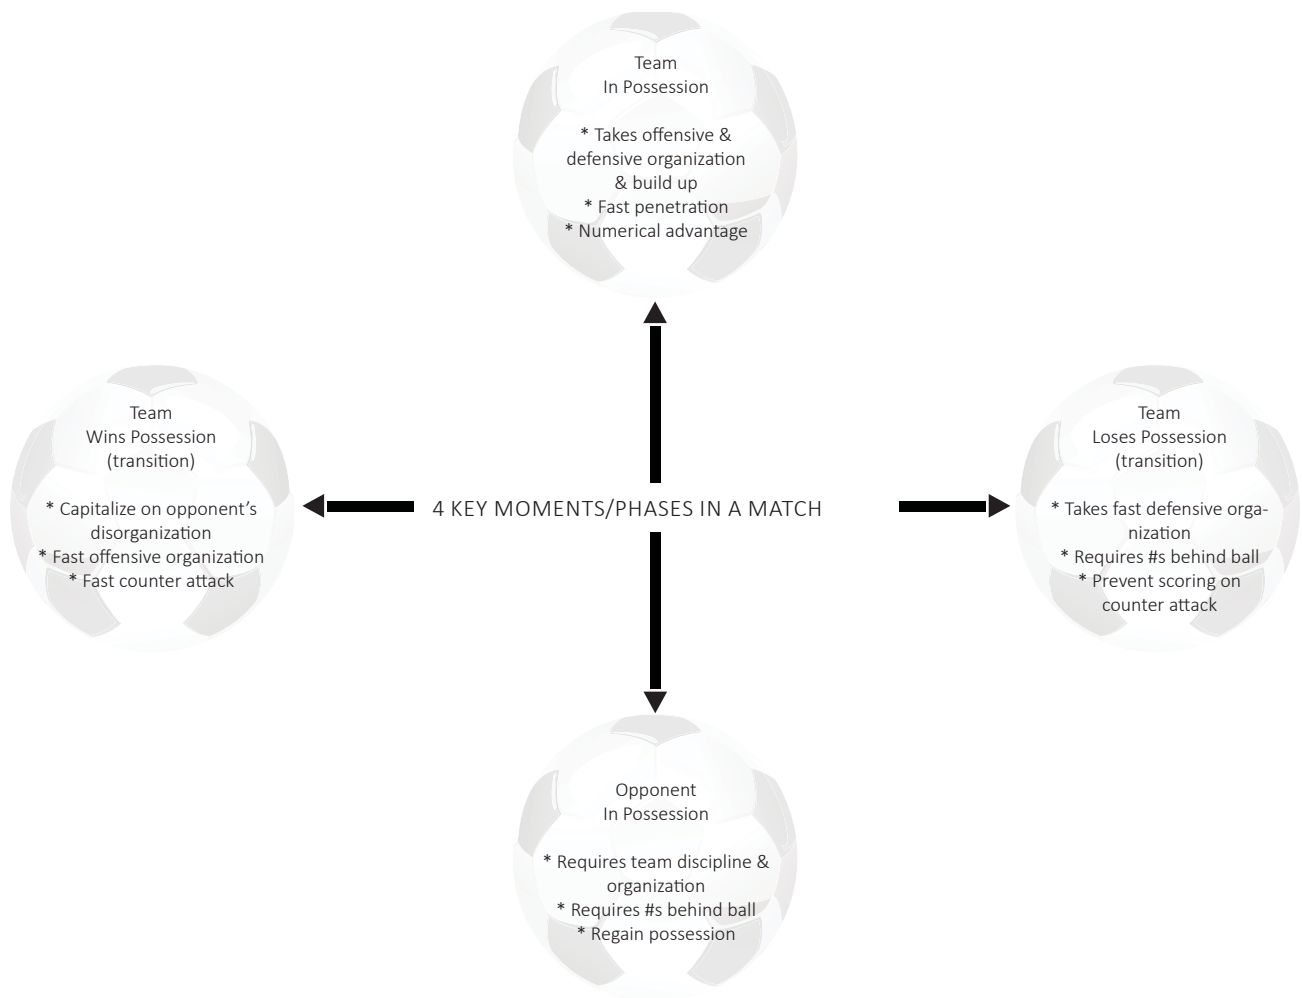 Team
In Possession
* Takes offensive &
defensive organization
& build up
* Fast penetration
* Numerical advantage
Team
Wins Possession
(transition)
* Capitalize on opponent’s
disorganization
* Fast offensive organization
* Fast counter attack
4 KEY MOMENTS/PHASES IN A MATCH
Team
Loses Possession
(transition)
* Takes fast defensive orga-
nization
* Requires #s behind ball
* Prevent scoring on
counter attack
Opponent
In Possession
* Requires team discipline &
organization
* Requires #s behind ball
* Regain possession